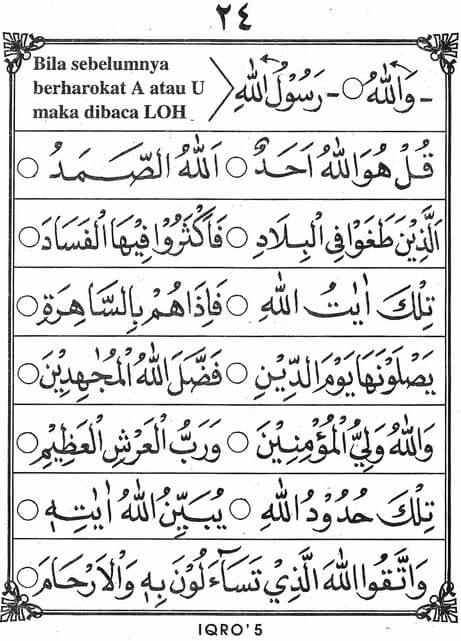 ٢٤
Bila sebelumnya
berharokat A atau U
maka dibaca LOH
- وَاللّٰهُ ○ - رَسُوْلُ اللّٰهِ
قُلْ هُوَ اللّٰهُ اَحَدٌ ○ اَللّٰهُ الصَّمَدُ ○
الَّذِيْنَ طَغَوْا فِى الْبِلَادِ ○ فَاَكْثَرُوْا فِيْهَا الْفَسَادَ ○
تِلْكَ اٰيٰتُ اللّٰهِ ○ فَاِذَاهُمْ بِالسَّاهِرَةِ ○
يَصْلَوْنَهَا يَوْمَ الدِّيْنِ ○ فَضَّلَ اللّٰهُ الْمُجٰهِدِيْنَ ○
وَاللّٰهُ وَلِيُّ الْمُؤْمِنِيْنَ ○ وَرَبُّ الْعَرْشِ الْعَظِيْمِ ○
تِلْكَ حُدُوْدُ اللّٰهِ ○ يُبَيِّنُ اللّٰهُ اٰيٰتِهٖ ○
وَاتَّقُوا اللّٰهَ الَّذِيْ تَسَآءَلُوْنَ بِهٖ وَالْاَرْحَامَ ○
IQRO'5